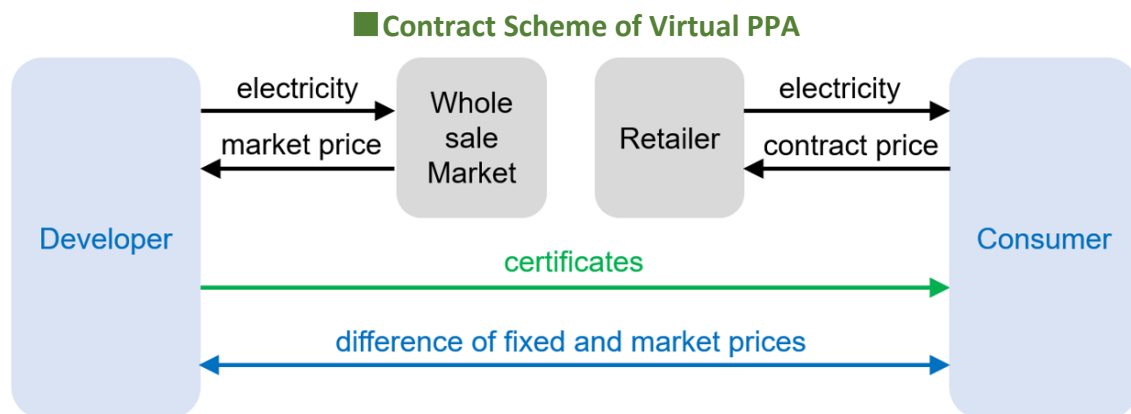 Contract Scheme of Virtual PPA
electricity
market price
Whole
sale
Market
Retailer
electricity
contract price
Developer
Consumer
certificates
difference of fixed and market prices